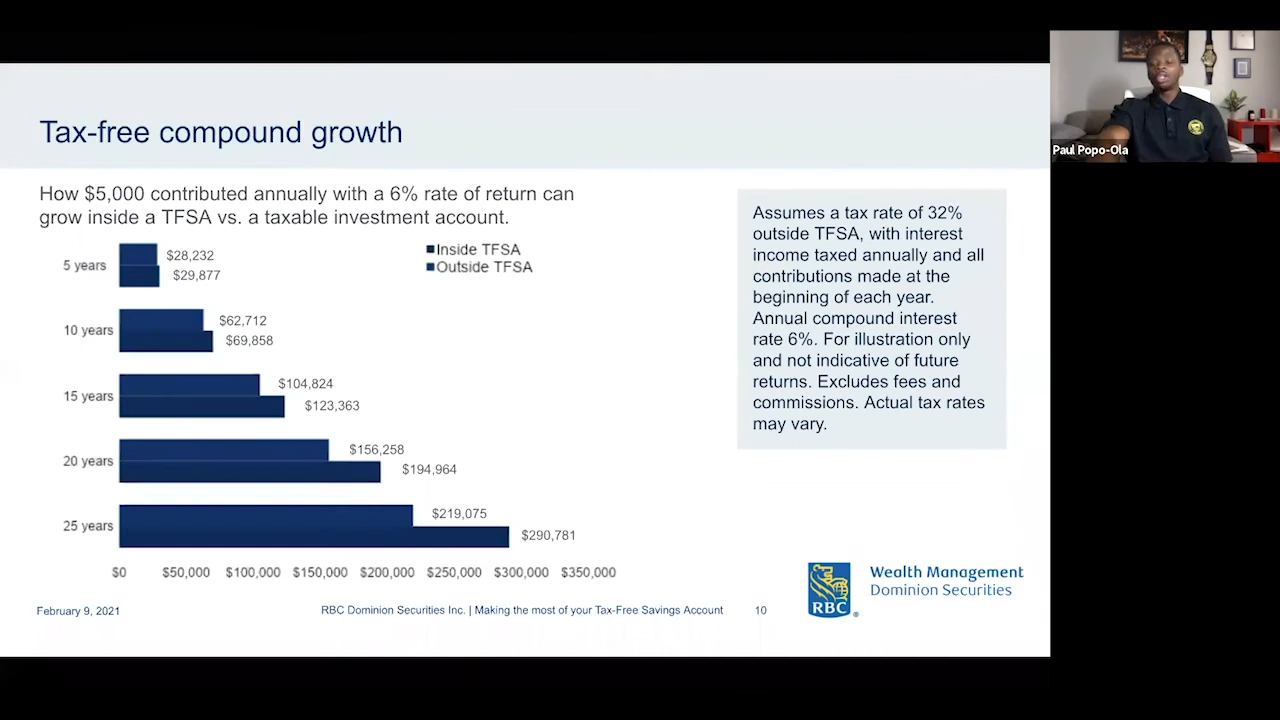 Tax-free compound growth
How $5,000 contributed annually with a 6% rate of return can
grow inside a TFSA vs. a taxable investment account.
Inside TFSA
Outside TFSA
5 years
$28,232
$29,877
10 years
$62,712
$69,858
15 years
$104,824
$123,363
20 years
$156,258
$194,964
25 years
$219,075
$290,781
$0 $50,000 $100,000 $150,000 $200,000 $250,000 $300,000 $350,000
Assumes a tax rate of 32%
outside TFSA, with interest
income taxed annually and all
contributions made at the
beginning of each year.
Annual compound interest
rate 6%. For illustration only
and not indicative of future
returns. Excludes fees and
commissions. Actual tax rates
may vary.
February 9, 2021
RBC Dominion Securities Inc. | Making the most of your Tax-Free Savings Account
10
RBC
®
Wealth Management
Dominion Securities
Paul Popo-Ola